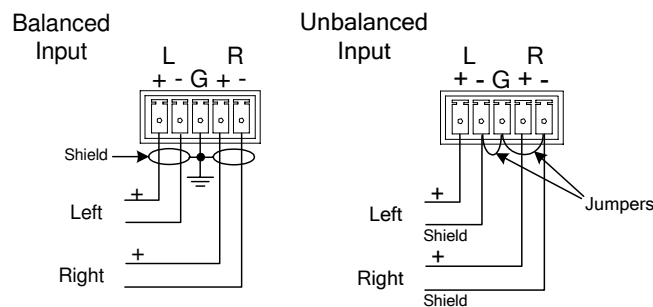 Balanced
Input
L R
+ - G + -
Shield
+
Left
+
Right
Unbalanced
Input
L R
+ - G + -
Jumpers
+
Left
Shield
+
Right
Shield